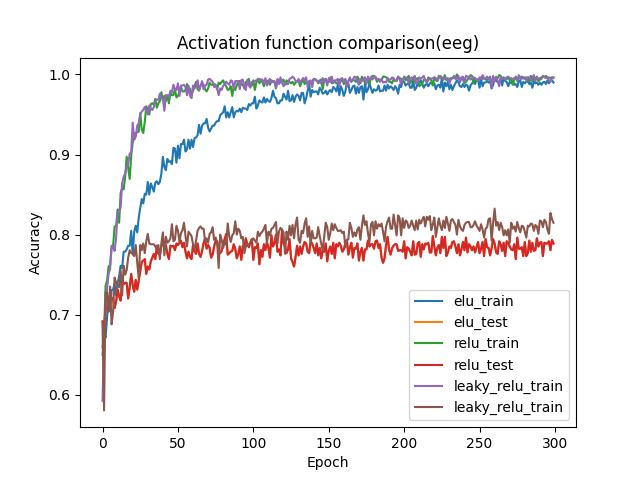 Activation function comparison(eeg)
1.0
0.9
0.8
0.7
0.6
Accuracy
0
50
100
150
200
250
300
Epoch
elu_train
elu_test
relu_train
relu_test
leaky_relu_train
leaky_relu_train